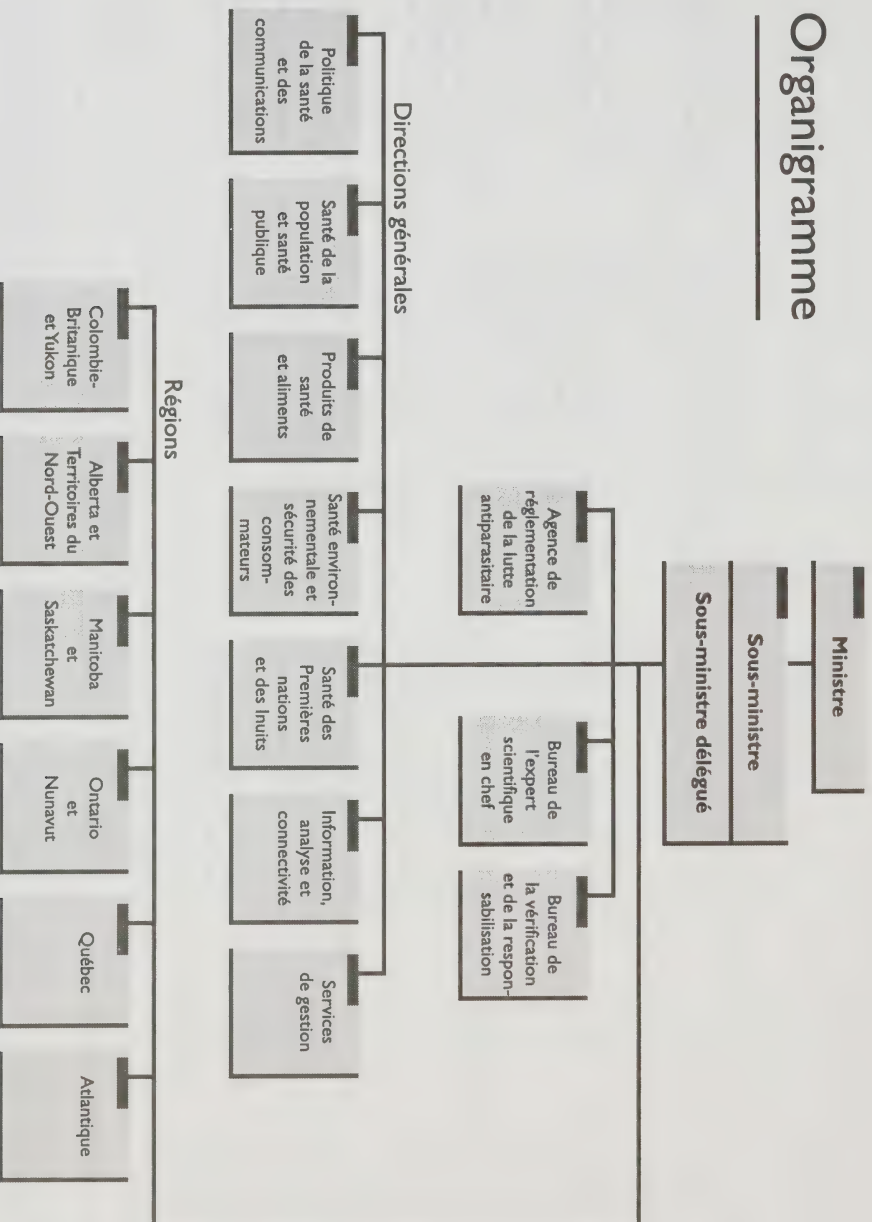 Organigramme
Ministre
Sous-ministre
Sous-ministre délégué
Agence de
réglementation
de la lutte
antiparasitaire
Bureau de
l'expert
scientifique
en chef
Bureau de
la vérification
et de la respon-
sabilisation
Directions générales
Politique
de la santé
et des
communications
Santé de la
population
et santé
publique
Produits de
santé
et aliments
Santé environ-
nementale et
sécurité des
consom-
mateurs
Santé des
Premières
nations
et des Inuits
Information,
analyse et
connectivité
Services
de gestion
Régions
Colombie-
Britanique
et Yukon
Alberta et
Territoires du
Nord-Ouest
Manitoba
et
Saskatchewan
Ontario
et
Nunavut
Québec
Atlantique